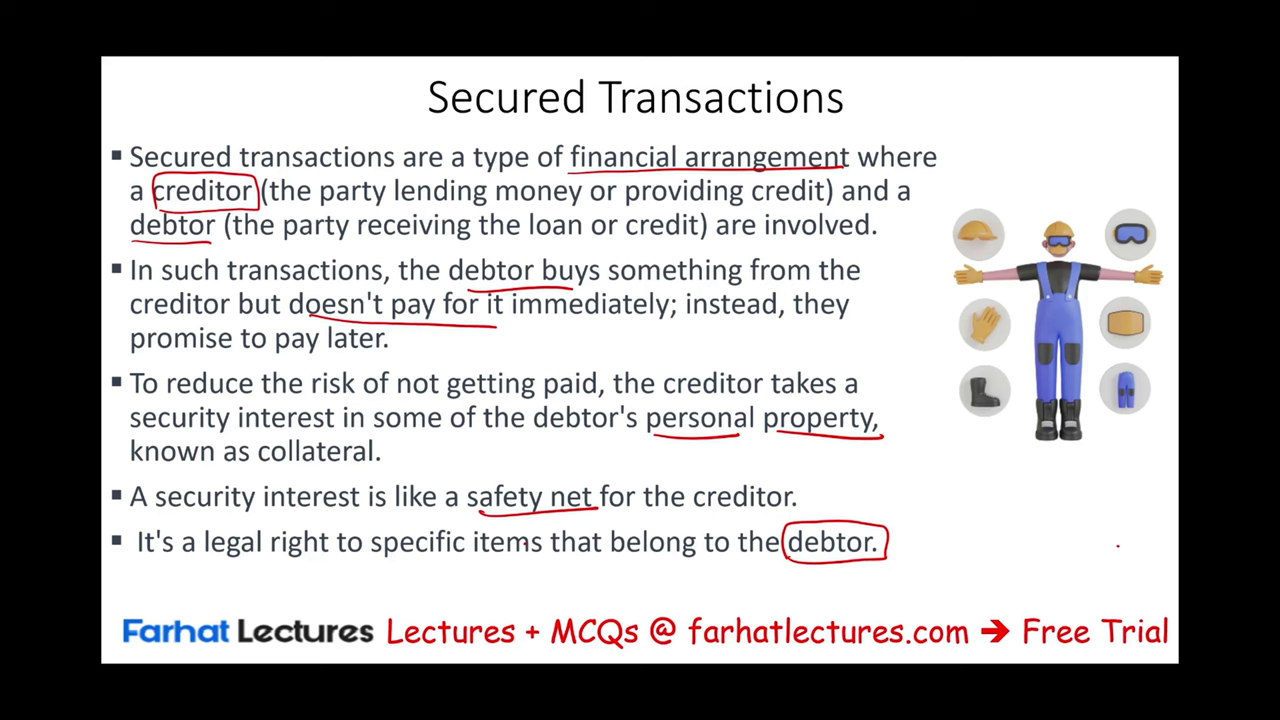 Secured Transactions
▪ Secured transactions are a type of financial arrangement where
a creditor (the party lending money or providing credit) and a
debtor (the party receiving the loan or credit) are involved.
▪ In such transactions, the debtor buys something from the
creditor but doesn't pay for it immediately; instead, they
promise to pay later.
▪ To reduce the risk of not getting paid, the creditor takes a
security interest in some of the debtor's personal property,
known as collateral.
▪ A security interest is like a safety net for the creditor.
▪ It's a legal right to specific items that belong to the debtor.
Farhat Lectures Lectures + MCQs @ farhatlectures.com ➔ Free Trial